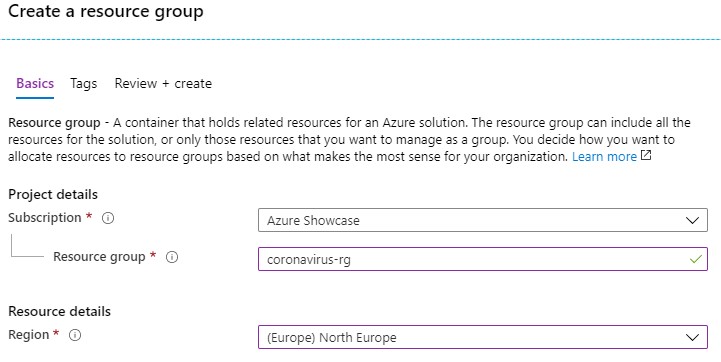 Create a resource group
Basics Tags Review + create
Resource group - A container that holds related resources for an Azure solution. The resource group can include all the
resources for the solution, or only those resources that you want to manage as a group. You decide how you want to
allocate resources to resource groups based on what makes the most sense for your organization. Learn more
Project details
Subscription * Azure Showcase
Resource group * coronavirus-rg
Resource details
Region * (Europe) North Europe